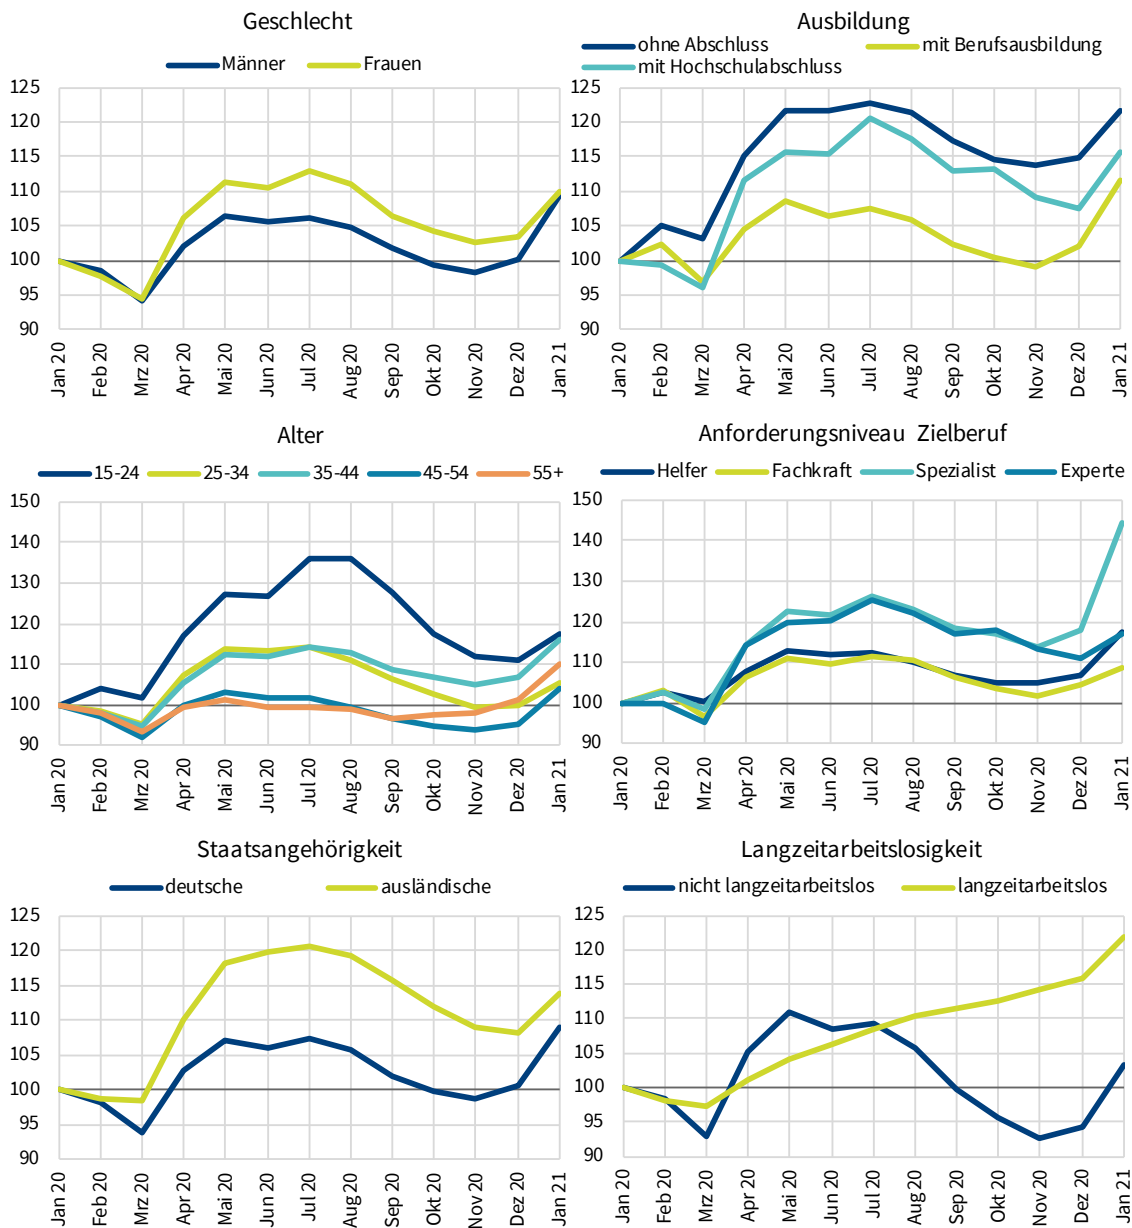 Geschlecht
Männer Frauen
125
120
115
110
105
100
95
90
Jan 20 Feb 20 Mrz 20 Apr 20 Mai 20 Jun 20 Jul 20 Aug 20 Sep 20 Okt 20 Nov 20 Dez 20 Jan 21
Ausbildung
ohne Abschluss mit Berufsausbildung
mit Hochschulabschluss
125
120
115
110
105
100
95
90
Jan 20 Feb 20 Mrz 20 Apr 20 Mai 20 Jun 20 Jul 20 Aug 20 Sep 20 Okt 20 Nov 20 Dez 20 Jan 21
Alter
15-24 25-34 35-44 45-54 55+
150
140
130
120
110
100
90
Jan 20 Feb 20 Mrz 20 Apr 20 Mai 20 Jun 20 Jul 20 Aug 20 Sep 20 Okt 20 Nov 20 Dez 20 Jan 21
Anforderungsniveau Zielberuf
Helfer Fachkraft Spezialist Experte
150
140
130
120
110
100
90
Jan 20 Feb 20 Mrz 20 Apr 20 Mai 20 Jun 20 Jul 20 Aug 20 Sep 20 Okt 20 Nov 20 Dez 20 Jan 21
Staatsangehörigkeit
deutsche ausländische
125
120
115
110
105
100
95
90
Jan 20 Feb 20 Mrz 20 Apr 20 Mai 20 Jun 20 Jul 20 Aug 20 Sep 20 Okt 20 Nov 20 Dez 20 Jan 21
Langzeitarbeitslosigkeit
nicht langzeitarbeitslos langzeitarbeitslos
125
120
115
110
105
100
95
90
Jan 20 Feb 20 Mrz 20 Apr 20 Mai 20 Jun 20 Jul 20 Aug 20 Sep 20 Okt 20 Nov 20 Dez 20 Jan 21